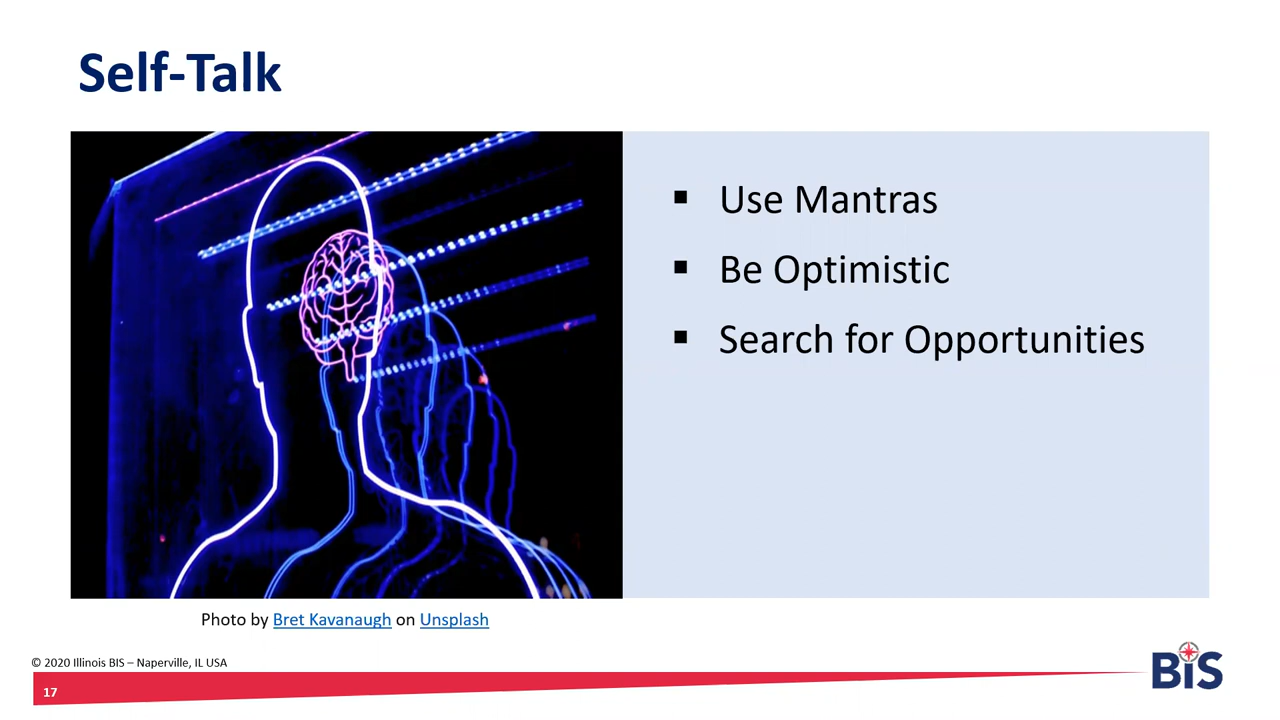 Self-Talk
▪ Use Mantras
▪ Be Optimistic
▪ Search for Opportunities
Photo by Bret Kavanaugh on Unsplash
© 2020 Illinois BIS – Naperville, IL USA
17
BiS